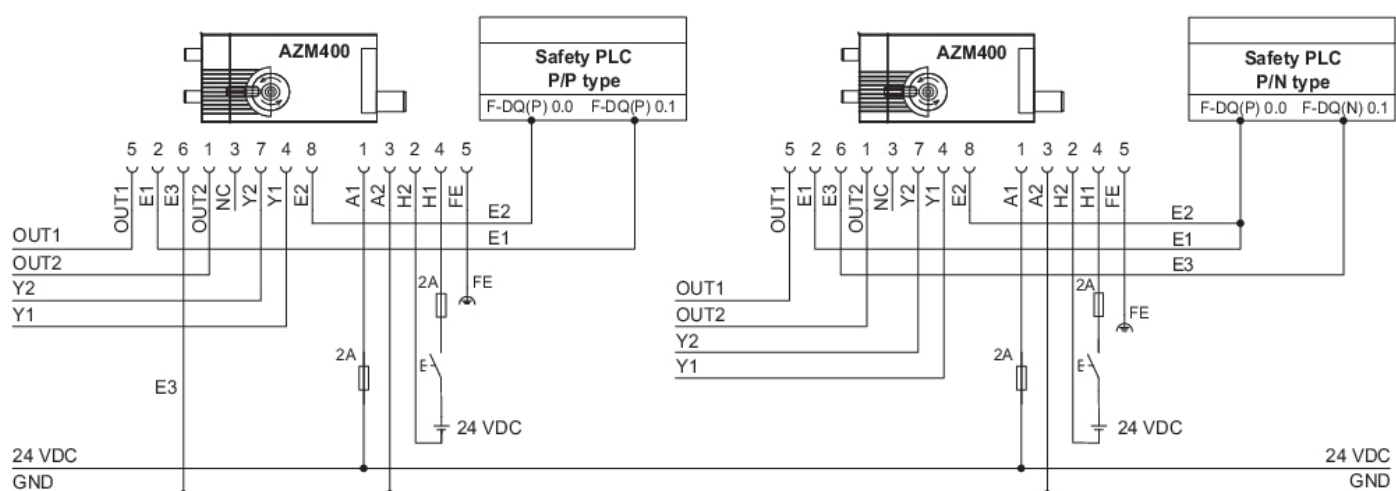 AZM400
Safety PLC
P/P type
F-DQ(P) 0.0 F-DQ(P) 0.1
5 2 6 1 3 7 4 8 1 3 2 4 5
OUT1 E1 E3 OUT2 NC Y2 Y1 E2 A1 A2 H2 H1 FE
E2
E1
OUT1
OUT2
Y2
Y1
2A
FE
2A
E3
24 VDC
24 VDC
GND
AZM400
Safety PLC
P/N type
F-DQ(P) 0.0 F-DQ(N) 0.1
5 2 6 1 3 7 4 8 1 3 2 4 5
OUT1 E1 E3 OUT2 NC Y2 Y1 E2 A1 A2 H2 H1 FE
E2
E1
E3
OUT1
OUT2
Y2
Y1
2A
FE
2A
24 VDC
24 VDC
GND